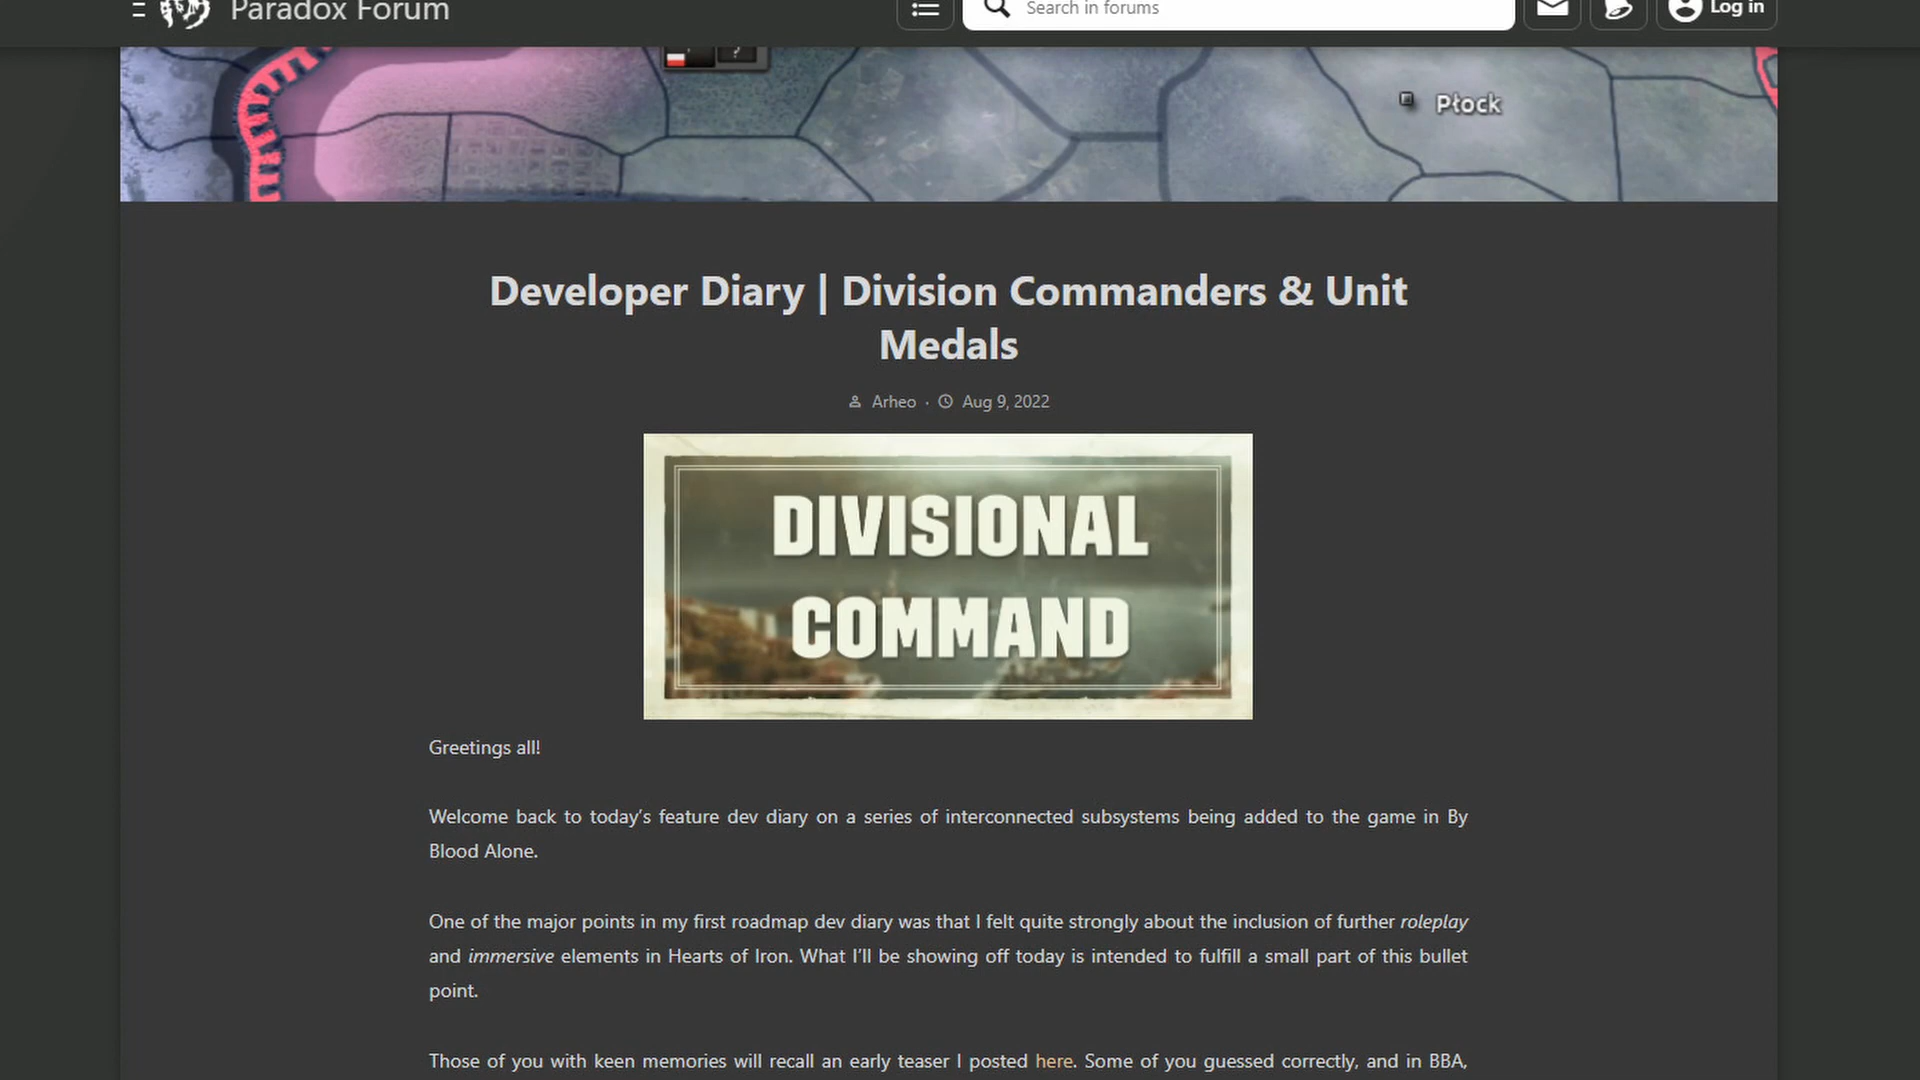 Paradox Forum
Search in forums
Log in
Płock
Developer Diary | Division Commanders & Unit
Medals
Arheo · Aug 9, 2022
DIVISIONAL
COMMAND
Greetings all!
Welcome back to today’s feature dev diary on a series of interconnected subsystems being added to the game in By
Blood Alone.
One of the major points in my first roadmap dev diary was that I felt quite strongly about the inclusion of further roleplay
and immersive elements in Hearts of Iron. What I’ll be showing off today is intended to fulfill a small part of this bullet
point.
Those of you with keen memories will recall an early teaser I posted here. Some of you guessed correctly, and in BBA,